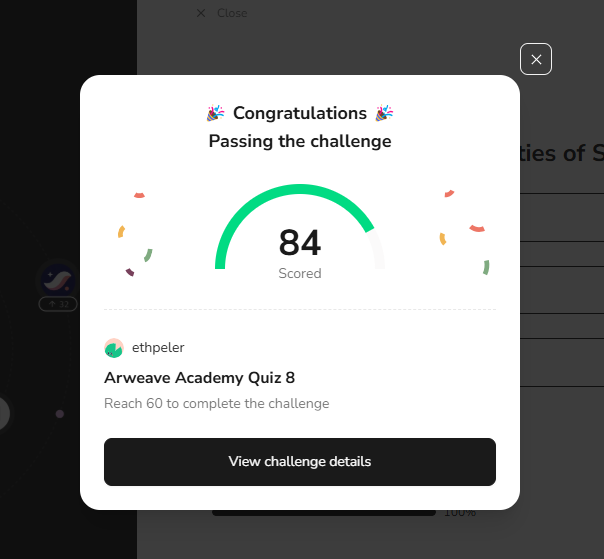 Close
Congratulations
Passing the challenge
ties of S
84
Scored
32
ethpeler
Arweave Academy Quiz 8
Reach 60 to complete the challenge
View challenge details
100%